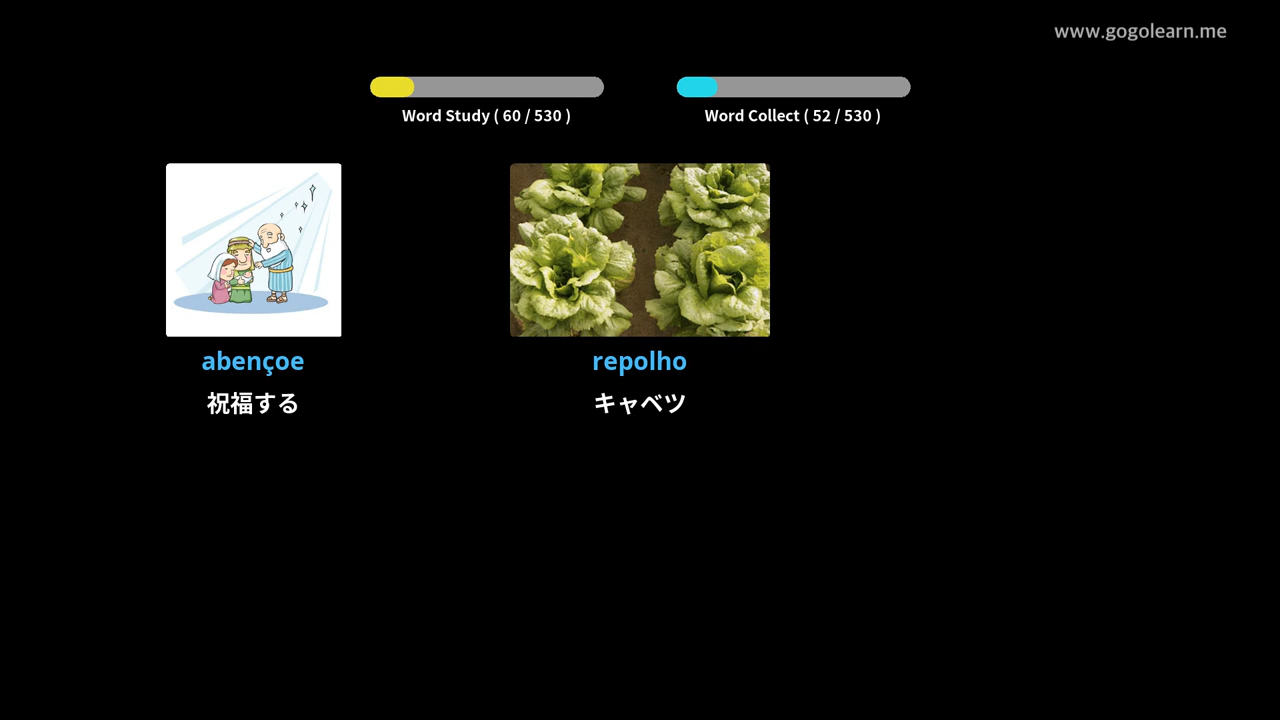 www.gogolearn.me
Word Study ( 60 / 530 )
Word Collect ( 52 / 530 )
abençoe
repolho
祝福する
キャベツ